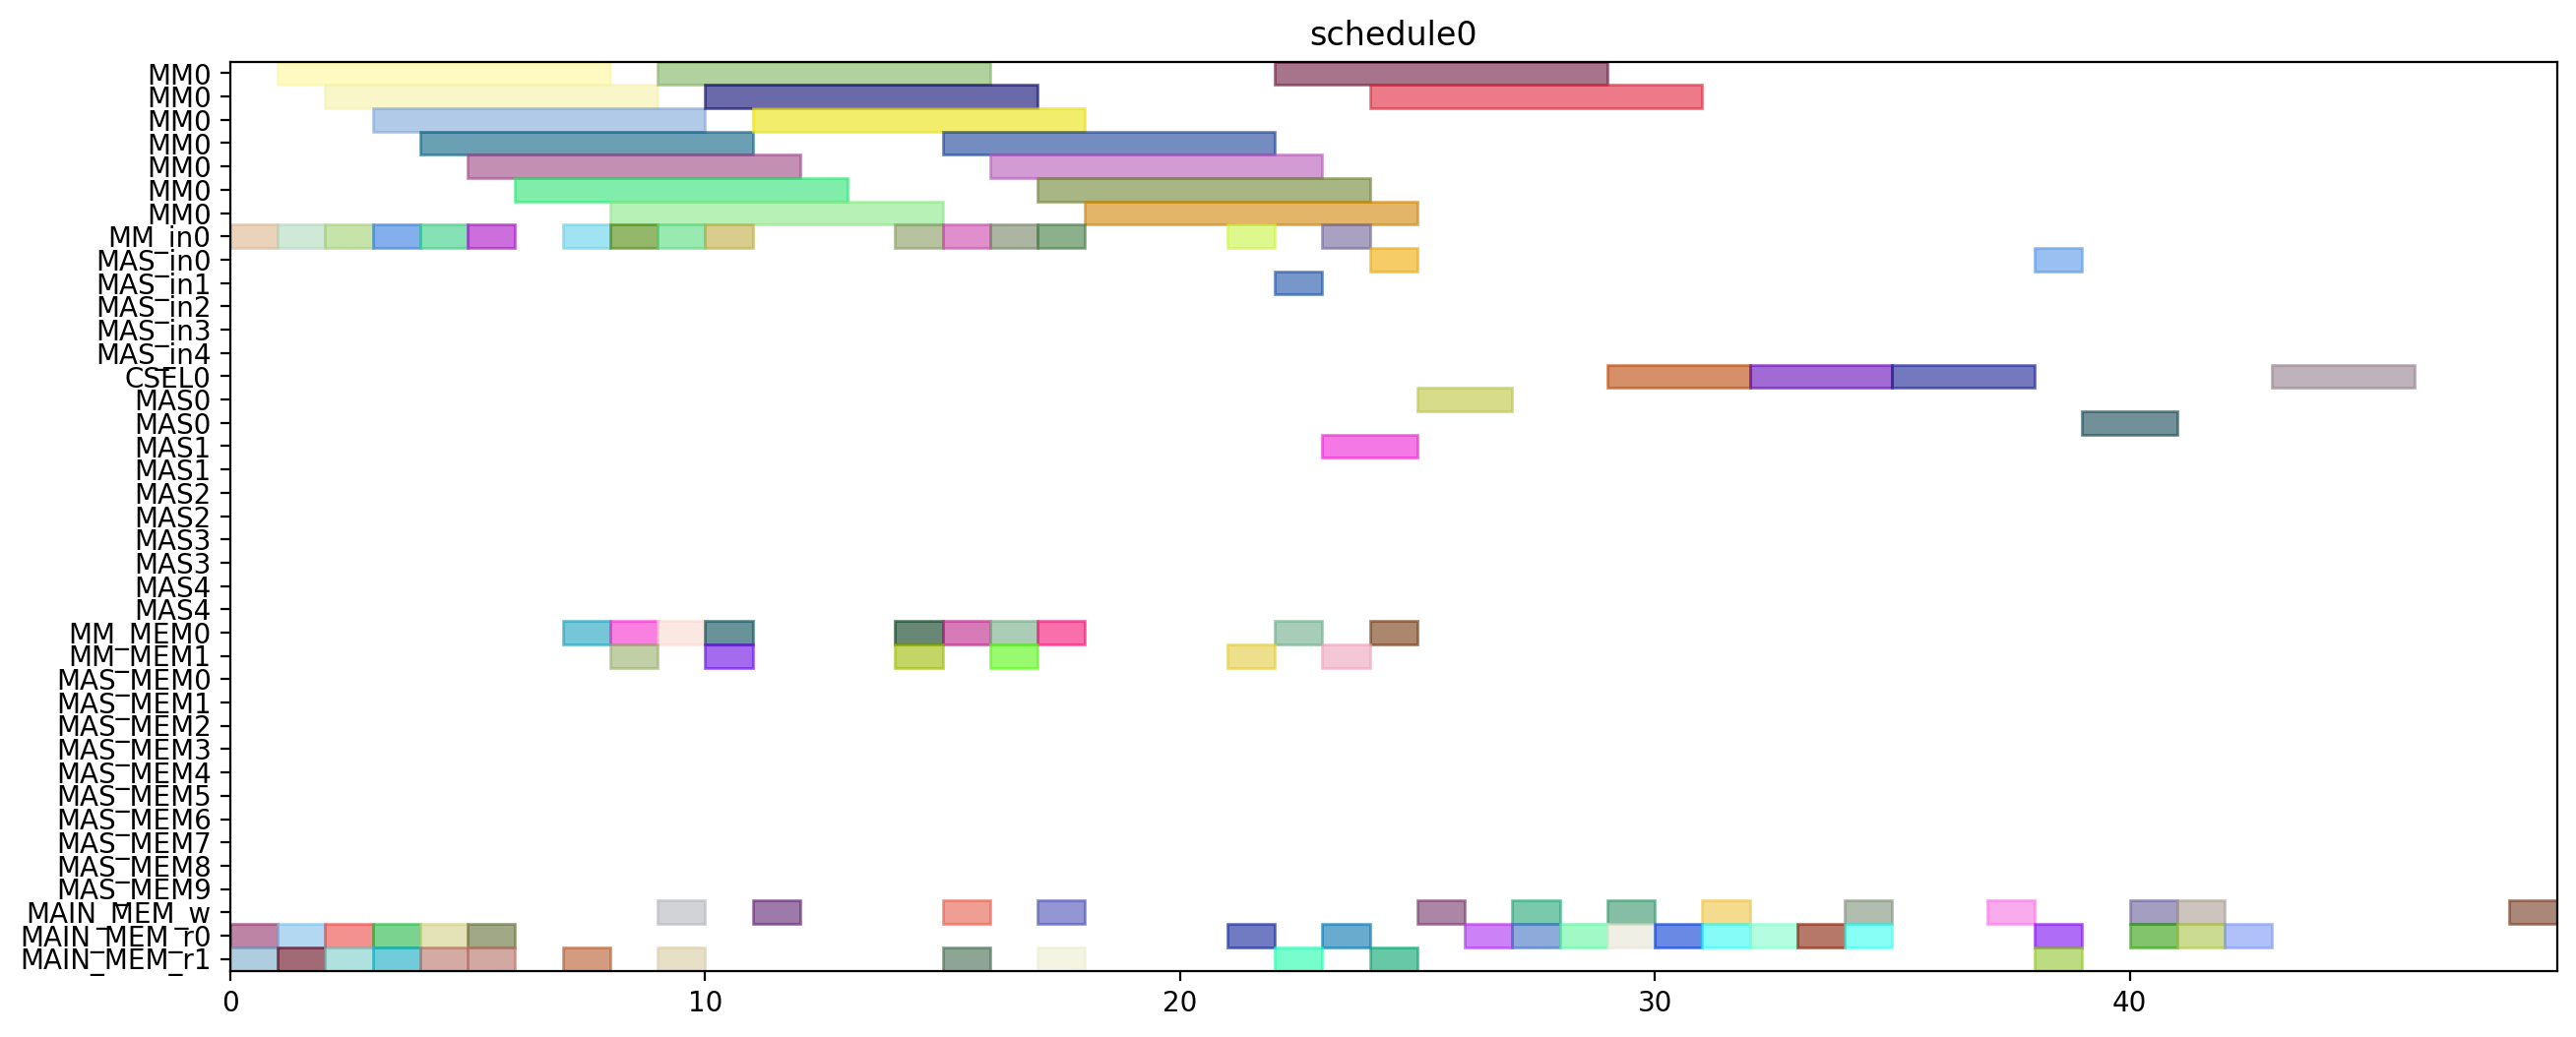 schedule0
MM0
MM0
MM0
MM0
MM0
MM0
MM0
MM_in0
MAS_in0
MAS_in1
MAS_in2
MAS_in3
MAS_in4
CSEL0
MAS0
MAS0
MAS1
MAS1
MAS2
MAS2
MAS3
MAS3
MAS4
MAS4
MM_MEM0
MM_MEM1
MAS_MEM0
MAS_MEM1
MAS_MEM2
MAS_MEM3
MAS_MEM4
MAS_MEM5
MAS_MEM6
MAS_MEM7
MAS_MEM8
MAS_MEM9
MAIN_MEM_w
MAIN_MEM_r0
MAIN_MEM_r1
0 10 20 30 40